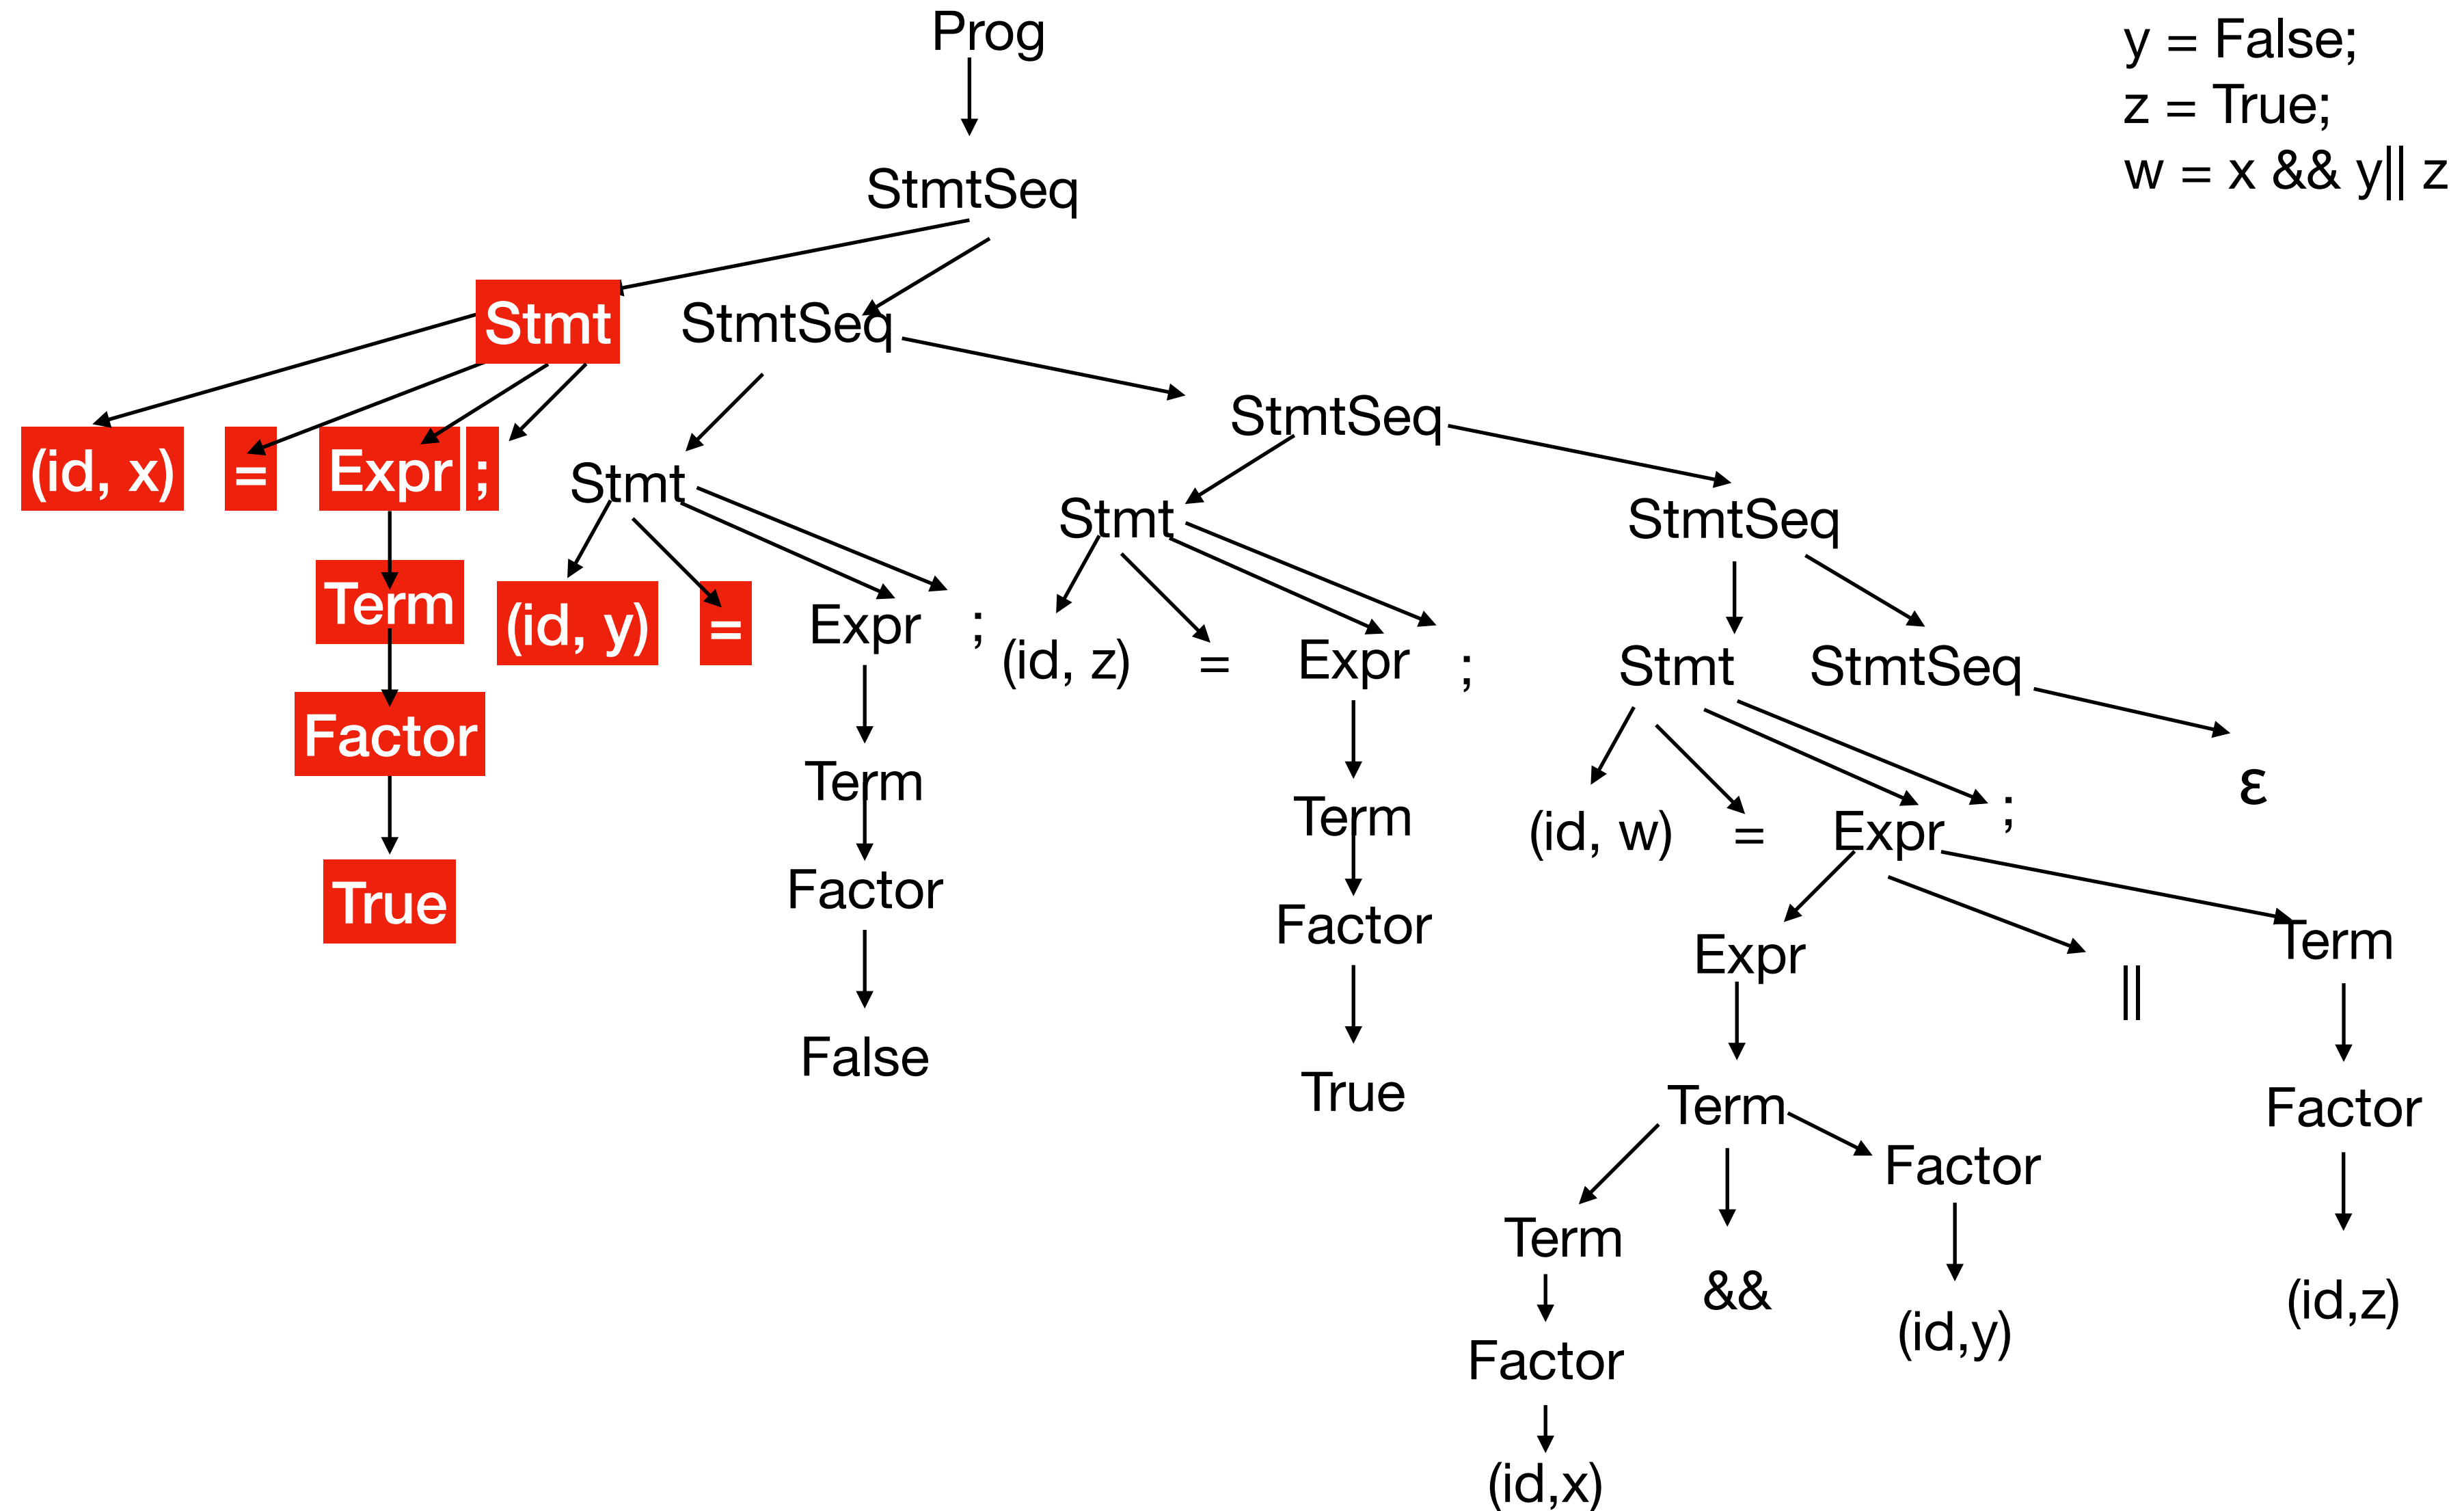 Prog
y = False;
z = True;
w = x && y|| z
StmtSeq
Stmt StmtSeq
StmtSeq
(id, x) = Expr ;
Stmt
Stmt
StmtSeq
Term
(id, y) = Expr ;
(id, z) = Expr ;
Stmt StmtSeq
Factor
Term
Term
ε
(id, w) = Expr ;
True
Factor
Factor
Expr
||
Term
False
True
Term
Factor
Factor
Term
&&
(id,y)
(id,z)
Factor
(id,x)